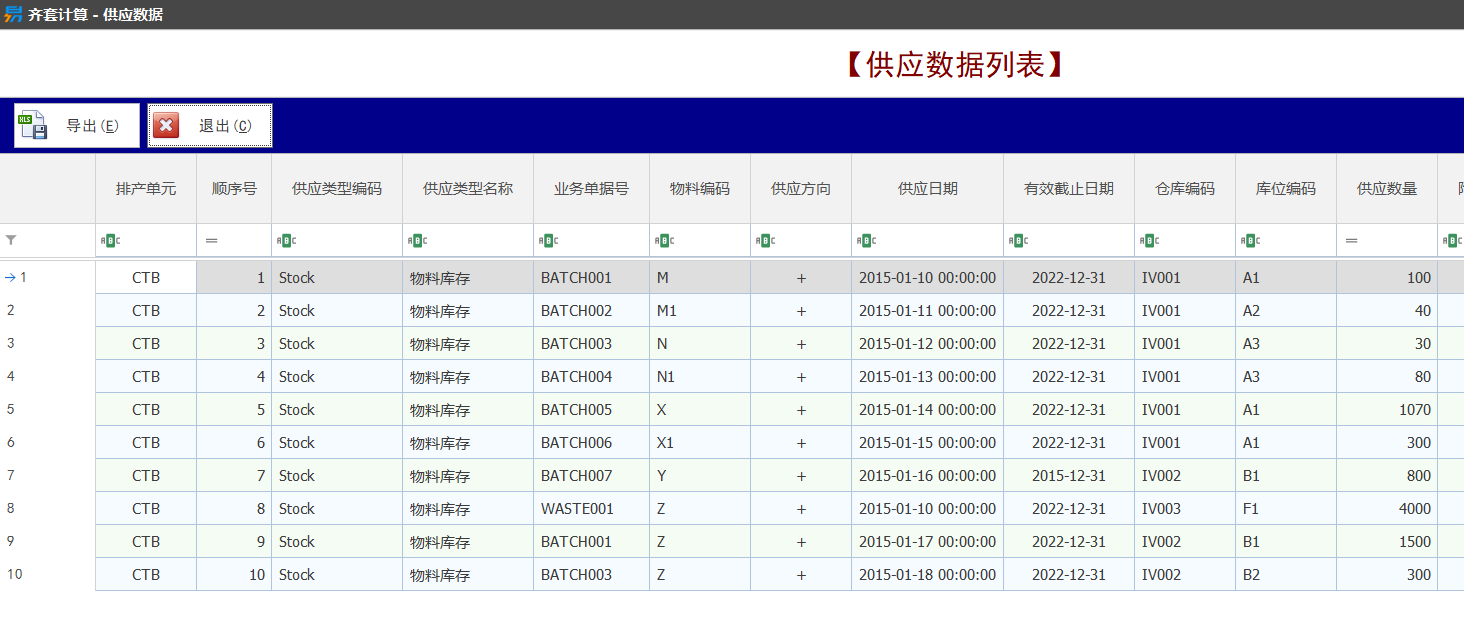 齐套计算 - 供应数据
【供应数据列表】
导出(E) 退出(C)
排产单元 顺序号 供应类型编码 供应类型名称 业务单据号 物料编码 供应方向 供应日期 有效截止日期 仓库编码 库位编码 供应数量
1 CTB 1 Stock 物料库存 BATCH001 M + 2015-01-10 00:00:00 2022-12-31 IV001 A1 100
2 CTB 2 Stock 物料库存 BATCH002 M1 + 2015-01-11 00:00:00 2022-12-31 IV001 A2 40
3 CTB 3 Stock 物料库存 BATCH003 N + 2015-01-12 00:00:00 2022-12-31 IV001 A3 30
4 CTB 4 Stock 物料库存 BATCH004 N1 + 2015-01-13 00:00:00 2022-12-31 IV001 A3 80
5 CTB 5 Stock 物料库存 BATCH005 X + 2015-01-14 00:00:00 2022-12-31 IV001 A1 1070
6 CTB 6 Stock 物料库存 BATCH006 X1 + 2015-01-15 00:00:00 2022-12-31 IV001 A1 300
7 CTB 7 Stock 物料库存 BATCH007 Y + 2015-01-16 00:00:00 2015-12-31 IV002 B1 800
8 CTB 8 Stock 物料库存 WASTE001 Z + 2015-01-10 00:00:00 2022-12-31 IV003 F1 4000
9 CTB 9 Stock 物料库存 BATCH001 Z + 2015-01-17 00:00:00 2022-12-31 IV002 B1 1500
10 CTB 10 Stock 物料库存 BATCH003 Z + 2015-01-18 00:00:00 2022-12-31 IV002 B2 300